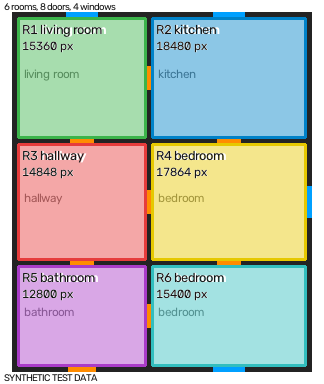 6 rooms, 8 doors, 4 windows
R1 living room
15360 px
living room
R2 kitchen
18480 px
kitchen
R3 hallway
14848 px
hallway
R4 bedroom
17864 px
bedroom
R5 bathroom
12800 px
bathroom
R6 bedroom
15400 px
bedroom
SYNTHETIC TEST DATA